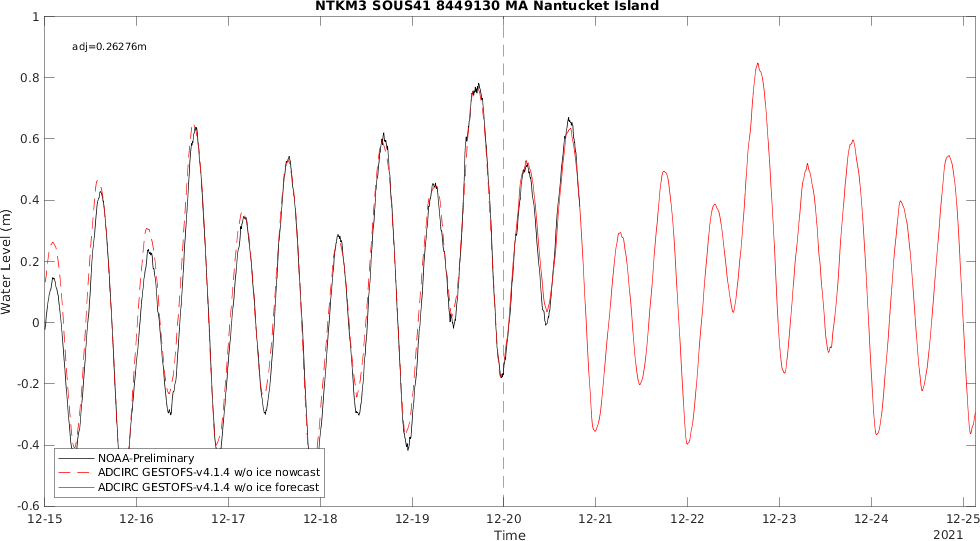 NTKM3 SOUS41 8449130 MA Nantucket Island
1
adj=0.26276m
0.8
0.6
0.4
0.2
0
-0.2
-0.4
-0.6
Water Level (m)
NOAA-Preliminary
ADCIRC GESTOFS-v4.1.4 w/o ice nowcast
ADCIRC GESTOFS-v4.1.4 w/o ice forecast
12-15 12-16 12-17 12-18 12-19 12-20 12-21 12-22 12-23 12-24 12-25
Time
2021